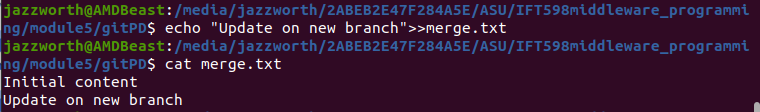 jazzworth@AMDBeast:/media/jazzworth/2ABEB2E47F284A5E/ASU/IFT598middleware_programmi
ng/module5/gitPD$ echo "Update on new branch">>merge.txt
jazzworth@AMDBeast:/media/jazzworth/2ABEB2E47F284A5E/ASU/IFT598middleware_programmi
ng/module5/gitPD$ cat merge.txt
Initial content
Update on new branch